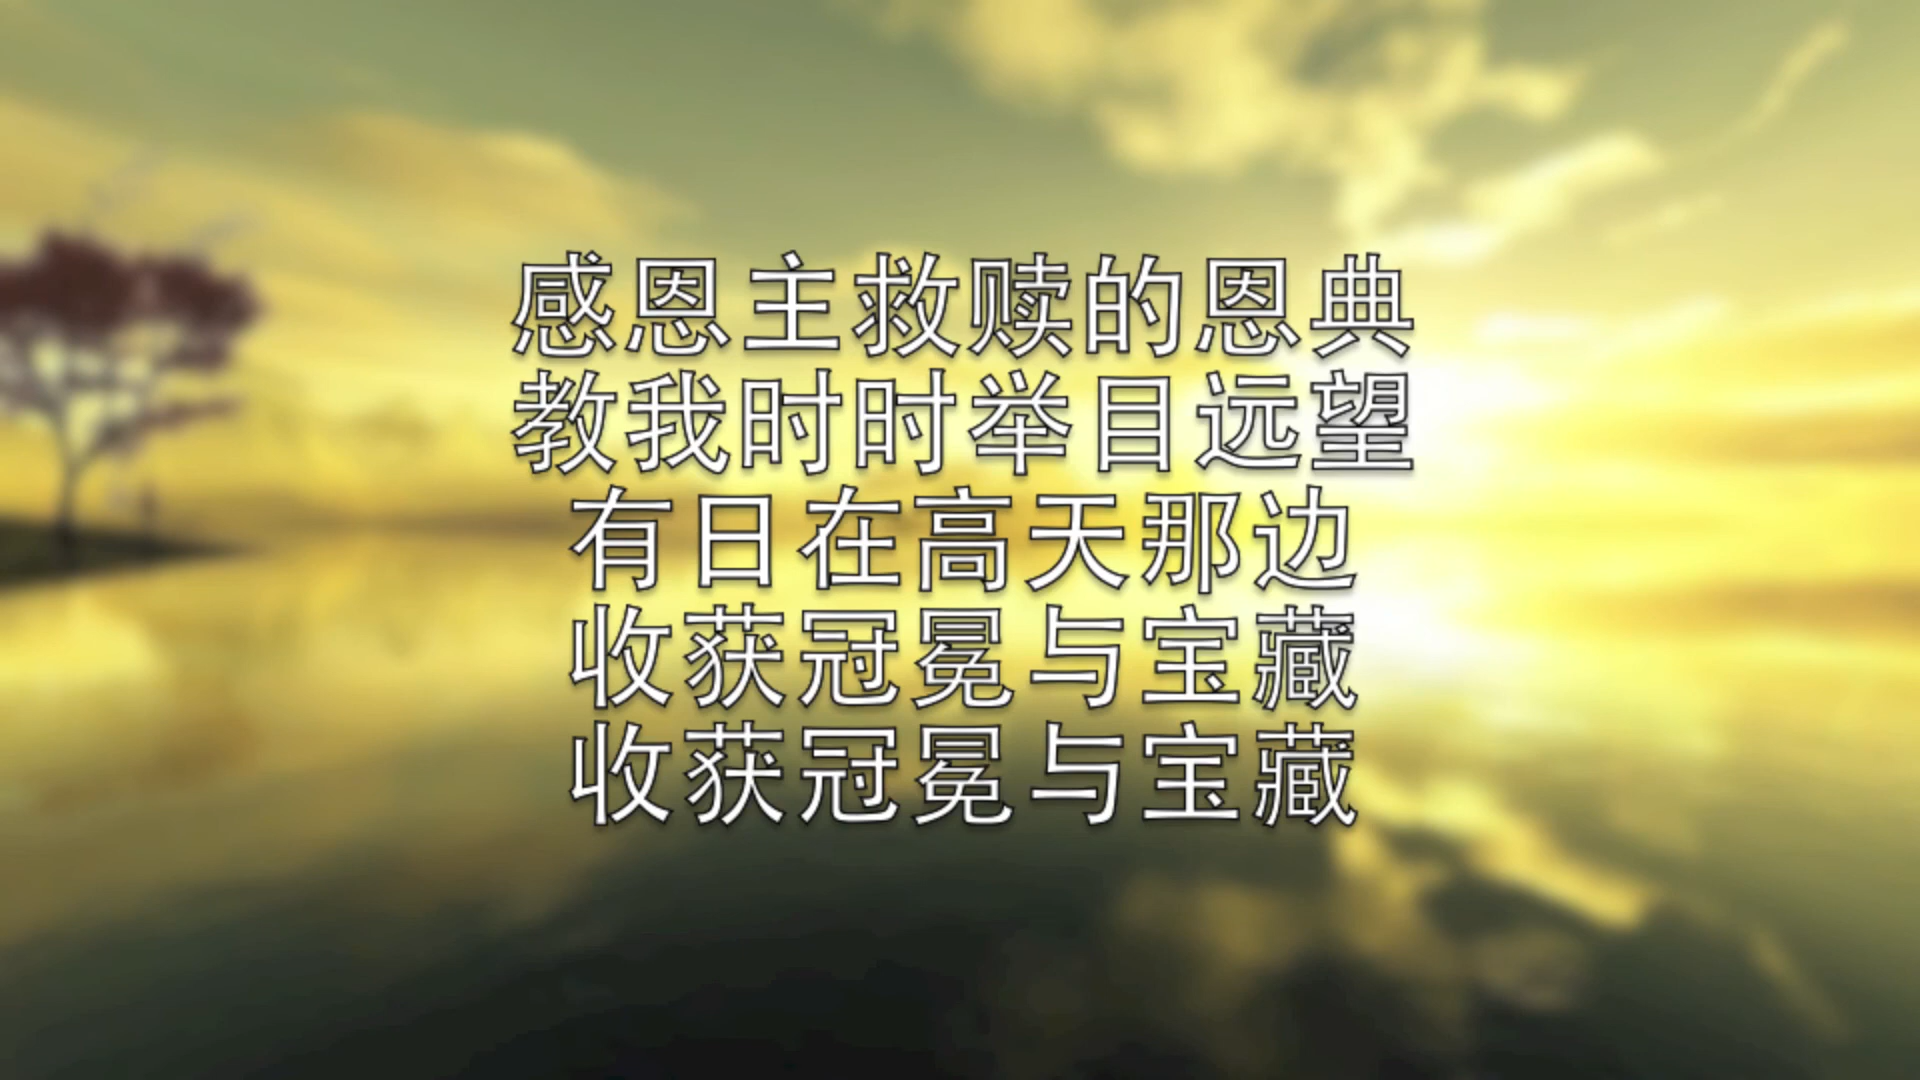 感恩主救赎的恩典
教我时时举目远望
有日在高天那边
收获冠冕与宝藏
收获冠冕与宝藏